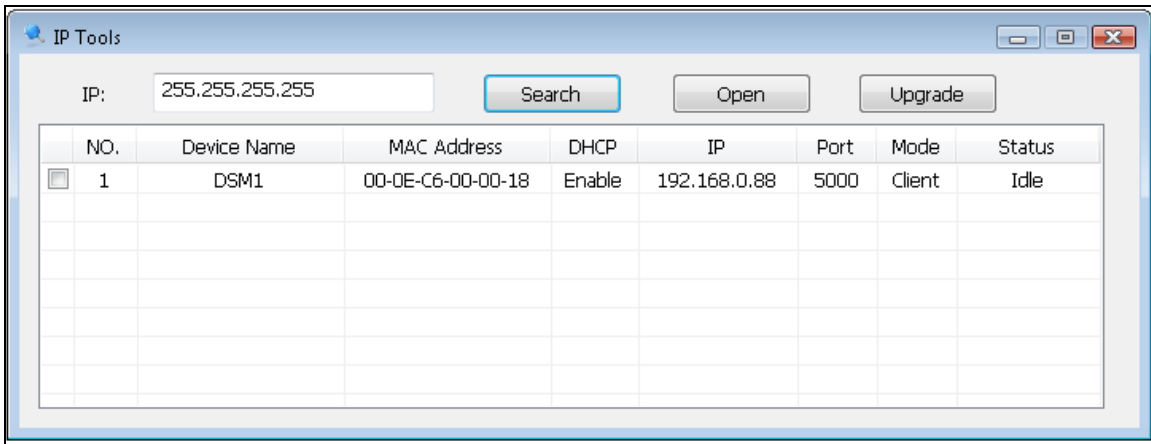 IP Tools
IP: 255.255.255.255 Search Open Upgrade
NO. Device Name MAC Address DHCP IP Port Mode Status
1 DSM1 00-0E-C6-00-00-18 Enable 192.168.0.88 5000 Client Idle